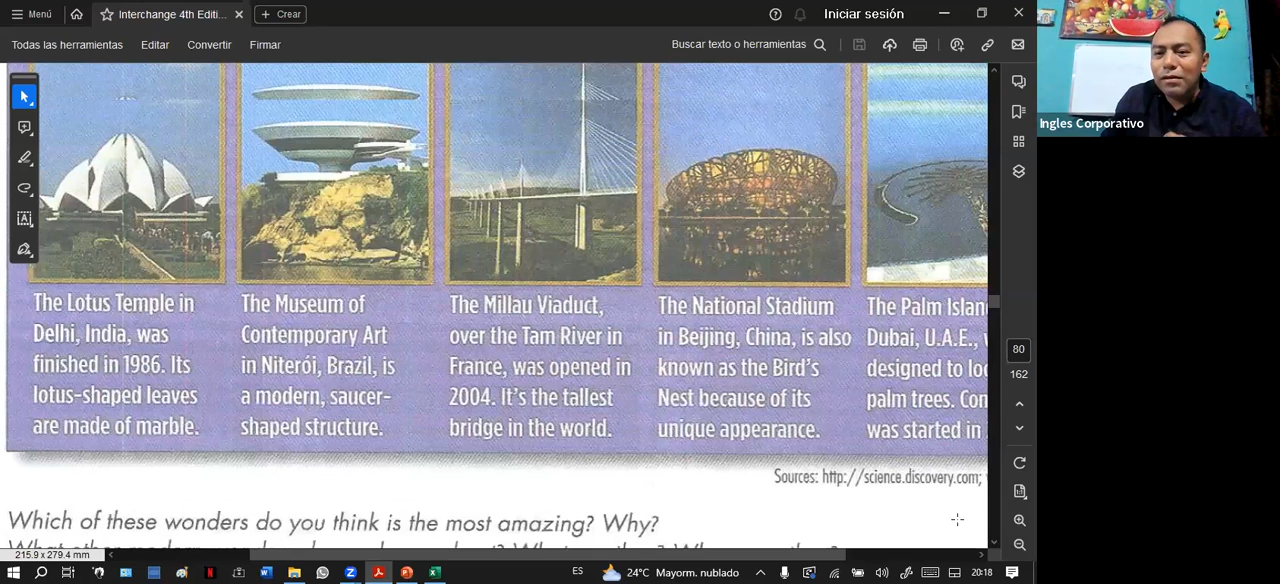 Menú
Interchange 4th Editi...
Crear
Iniciar sesión
Todas las herramientas
Editar
Convertir
Firmar
Buscar texto o herramientas
Ingles Corporativo
The Lotus Temple in
Delhi, India, was
finished in 1986. Its
lotus-shaped leaves
are made of marble.
The Museum of
Contemporary Art
in Niterói, Brazil, is
a modern, saucer-
shaped structure.
The Millau Viaduct,
over the Tam River in
France, was opened in
2004. It's the tallest
bridge in the world.
The National Stadium
in Beijing, China, is also
known as the Bird's
Nest because of its
unique appearance.
The Palm Islan
Dubai, U.A.E.,
designed to loo
palm trees. Con
was started in
80
162
Sources: http://science.discovery.com;
Which of these wonders do you think is the most amazing? Why?
215.9 x 279.4 mm
ES
24°C Mayorm. nublado
20:18